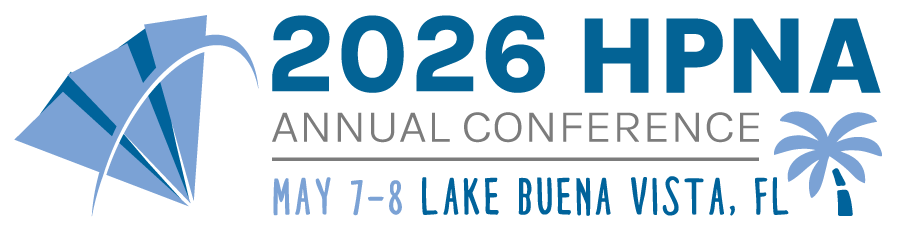 2026 HPNA
ANNUAL CONFERENCE
MAY 7-8 LAKE BUENA VISTA, FL